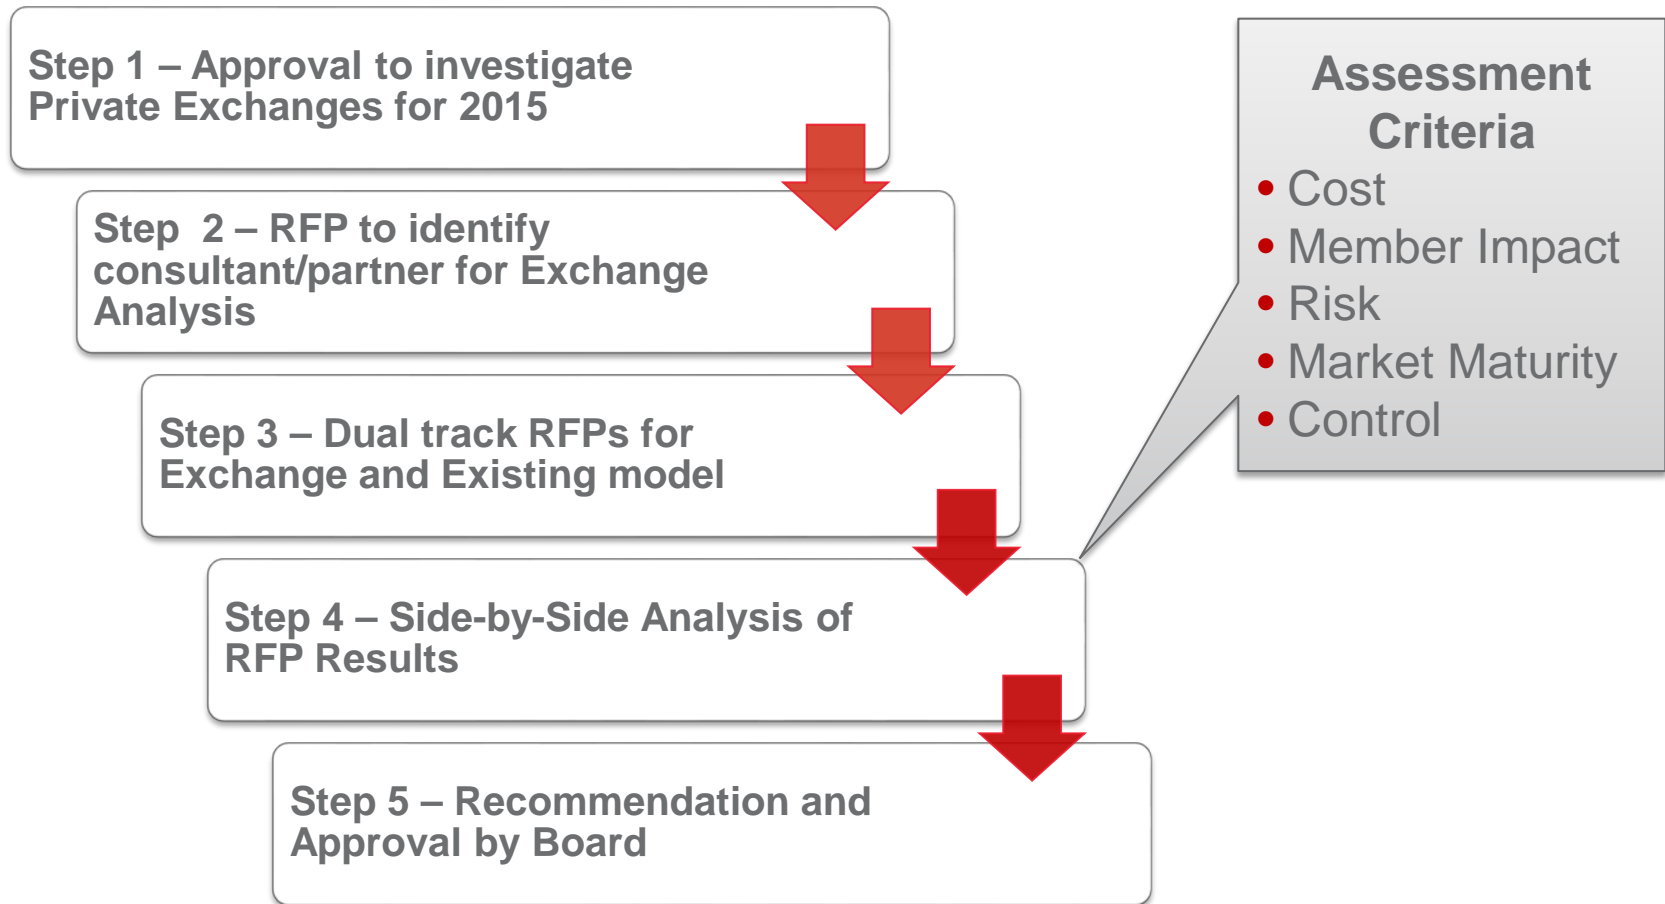 Step 1 – Approval to investigate
Private Exchanges for 2015
Step 2 – RFP to identify
consultant/partner for Exchange
Analysis
Step 3 – Dual track RFPs for
Exchange and Existing model
Step 4 – Side-by-Side Analysis of
RFP Results
Step 5 – Recommendation and
Approval by Board
Assessment
Criteria
• Cost
• Member Impact
• Risk
• Market Maturity
• Control